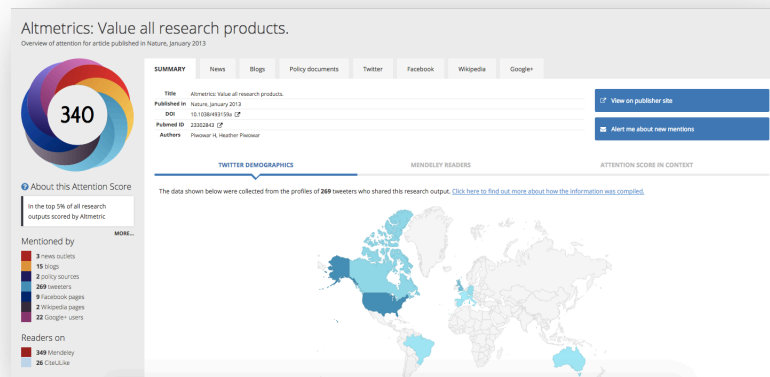 Altmetrics: Value all research products.
Overview of attention for article published in Nature, January 2013
340
SUMMARY News Blogs Policy documents Twitter Facebook Wikipedia Google+
Title Altmetrics: Value all research products.
Published in Nature, January 2013
DOI 10.1038/493159a
Pubmed ID 23302843
Authors Piwowar H, Heather Piwowar
View on publisher site
Alert me about new mentions
TWITTER DEMOGRAPHICS MENDELEY READERS ATTENTION SCORE IN CONTEXT
The data shown below were collected from the profiles of 269 tweeters who shared this research output. Click here to find out more about how the information was compiled.
? About this Attention Score
In the top 5% of all research
outputs scored by Altmetric
MORE...
Mentioned by
3 news outlets
15 blogs
2 policy sources
269 tweeters
9 Facebook pages
2 Wikipedia pages
22 Google+ users
Readers on
349 Mendeley
26 CiteULike